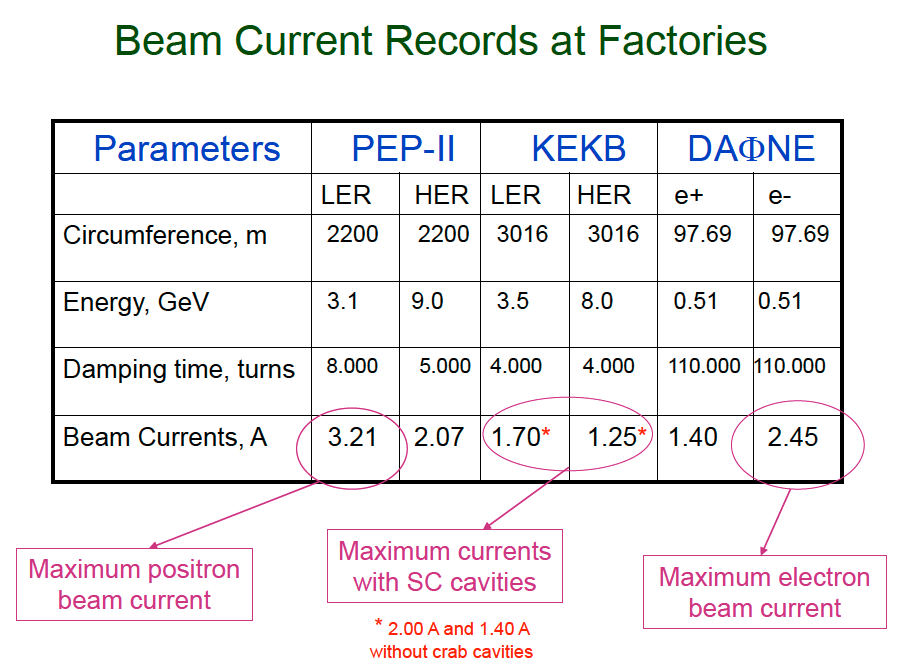 Beam Current Records at Factories
Parameters PEP-II KEKB DAΦNE
LER HER LER HER e+ e-
Circumference, m 2200 2200 3016 3016 97.69 97.69
Energy, GeV 3.1 9.0 3.5 8.0 0.51 0.51
Damping time, turns 8.000 5.000 4.000 4.000 110.000 110.000
Beam Currents, A 3.21 2.07 1.70* 1.25* 1.40 2.45
Maximum positron
beam current
Maximum currents
with SC cavities
* 2.00 A and 1.40 A
without crab cavities
Maximum electron
beam current